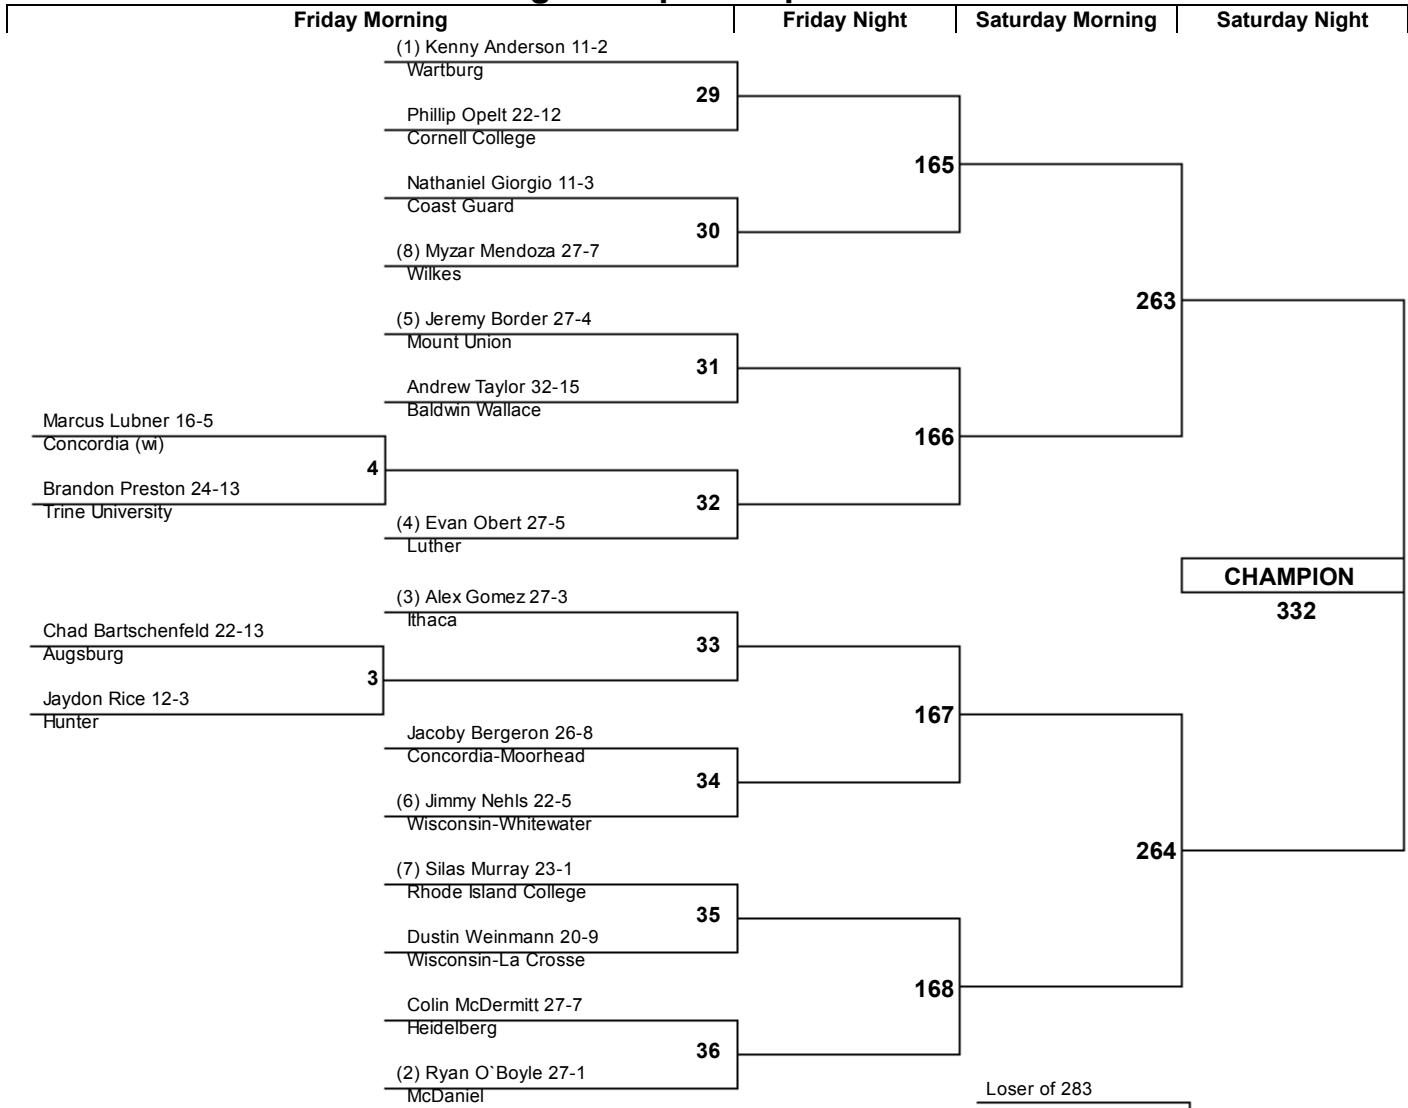 Friday Morning
Friday Night
Saturday Morning
Saturday Night
(1) Kenny Anderson 11-2
Wartburg
29
Phillip Opelt 22-12
Cornell College
165
Nathaniel Giorgio 11-3
Coast Guard
30
(8) Myzar Mendoza 27-7
Wilkes
263
(5) Jeremy Border 27-4
Mount Union
31
Andrew Taylor 32-15
Baldwin Wallace
Marcus Lubner 16-5
Concordia (wi)
166
4
Brandon Preston 24-13
Trine University
32
(4) Evan Obert 27-5
Luther
CHAMPION
332
(3) Alex Gomez 27-3
Ithaca
Chad Bartschenfeld 22-13
Augsburg
33
3
Jaydon Rice 12-3
Hunter
167
Jacoby Bergeron 26-8
Concordia-Moorhead
34
(6) Jimmy Nehls 22-5
Wisconsin-Whitewater
264
(7) Silas Murray 23-1
Rhode Island College
35
Dustin Weinmann 20-9
Wisconsin-La Crosse
168
Colin McDermitt 27-7
Heidelberg
36
(2) Ryan O`Boyle 27-1
McDaniel
Loser of 283